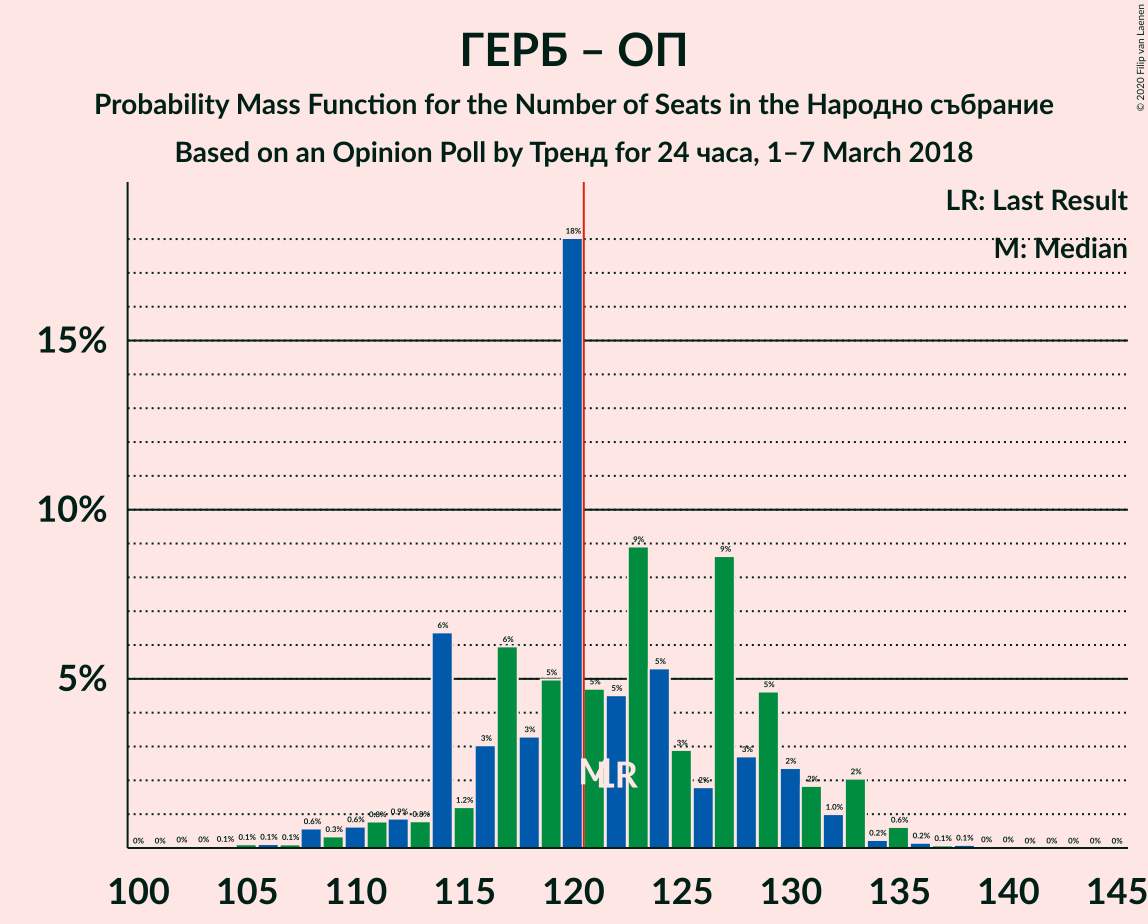 ГЕРБ – ОП
Probability Mass Function for the Number of Seats in the Народно събрание
Based on an Opinion Poll by Тренд for 24 часа, 1–7 March 2018
© 2020 Filip van Laenen
LR: Last Result
M: Median
15%
10%
5%
0% 0% 0% 0% 0.1% 0.1% 0.1% 0.1% 0.6% 0.3% 0.6% 0.8% 0.9% 0.8% 6% 1.2% 3% 6% 3% 5% 18% 5% 5% 9% 5% 3% 2% 9% 3% 5% 2% 2% 1.0% 2% 0.2% 0.6% 0.2% 0.1% 0.1% 0% 0% 0% 0% 0% 0% 0%
M LR
100 105 110 115 120 125 130 135 140 145